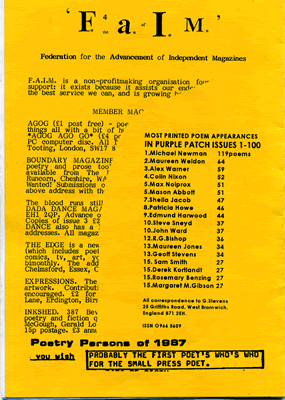 'F.a.I.M.'
Federation for the Advancement of Independent Magazines
F.A.I.M. is a non-profitmaking organisation fo
support: it exists because it assists our
the best service we can, and is growing
MEMBER MAG
AGOG (£1 post free) - po
things all with a bit of
*AGOG AGO GO* (£4
PC computer disc. All
Tooting, London, SW17 8
BOUNDARY MAGAZINE
poetry and prose
available from The
Runcorn, Cheshire, WA
Wanted! Submissions
above address with
The blood runs
DADA DANCE MAG
EH1 2QP. Advance
Copies of issue 3 £2
DANCE also has a
addresses. All magaz
THE EDGE is a new
(which includes poet
comics, tv, art,
bimonthly. The add
Chelmsford, Essex, C
EXPRESSIONS. The
artwork. Contributi
encouraged. £2 for
Lane, Erdington, Birr
INKSHED. 387 Bev
poetry and fiction
McGough, Gerald Lo
15p postage. £3 ann
MOST PRINTED POEM APPEARANCES
IN PURPLE PATCH ISSUES 1-100
1.Michael Newman 119poems
2.Maureen Weldon 64
3.Alex Warner 59
4.Colin Nixon 52
5.Max Noiprox 51
5.Mason Abbott 51
7.Sheila Jacob 47
8.Patricia Howe 46
9.Edmund Harwood 44
10.Steve Sneyd 37
10.John Ward 37
12.R.G.Bishop 36
13.Maureen Jones 34
13.Geoff Stevens 34
15. Sam Smith 27
15.Derek Kortlandt 27
15.Rosemary Benzing 27
15.Margaret M.Gibson 27
All correspondence to G.Stevens
25 Griffiths Road, West Bromwich,
England B71 2EH.
ISSN 0966 5609
Poetry Persons of 1987
you wish
PROBABLY THE FIRST POET'S WHO'S WHO
FOR THE SMALL PRESS POET.